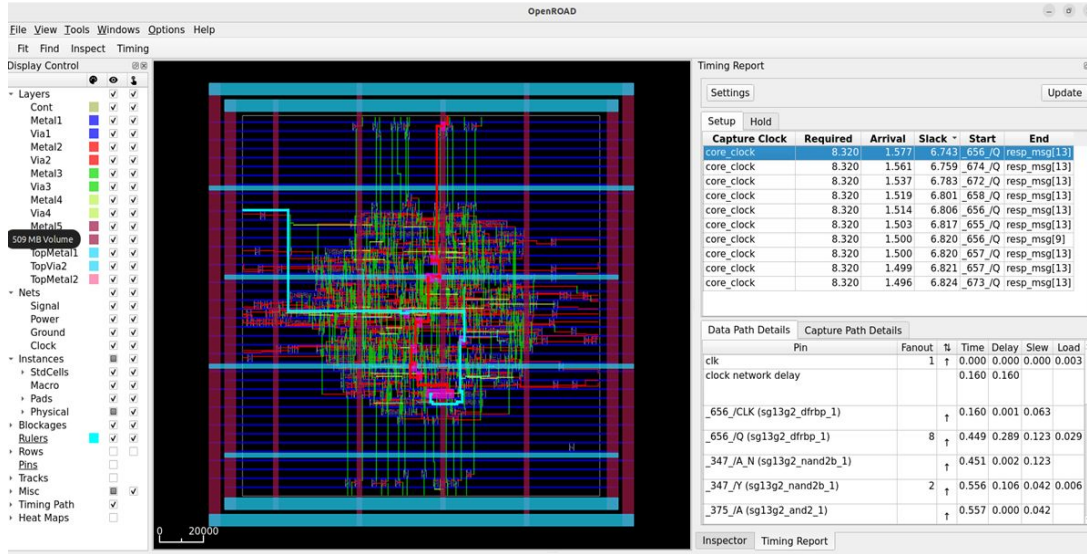 OpenROAD
File View Tools Windows Options Help
Fit Find Inspect Timing
Display Control
Layers
Cont
Metal1
Via1
Metal2
Via2
Metal3
Via3
Metal4
Via4
Metal5
509 MB Volume
TopMetal1
TopVia2
TopMetal2
Nets
Signal
Power
Ground
Clock
Instances
StdCells
Macro
Pads
Physical
Blockages
Rulers
Rows
Pins
Tracks
Misc
Timing Path
Heat Maps
0 20000
Timing Report
Settings Update
Setup Hold
Capture Clock Required Arrival Slack Start End
core_clock 8.320 1.577 6.743 _656_/Q resp_msg[13]
core_clock 8.320 1.561 6.759 _674_/Q resp_msg[13]
core_clock 8.320 1.537 6.783 _672_/Q resp_msg[13]
core_clock 8.320 1.519 6.801 _658_/Q resp_msg[13]
core_clock 8.320 1.514 6.806 _656_/Q resp_msg[13]
core_clock 8.320 1.503 6.817 _655_/Q resp_msg[13]
core_clock 8.320 1.500 6.820 _656_/Q resp_msg[9]
core_clock 8.320 1.500 6.820 _657_/Q resp_msg[13]
core_clock 8.320 1.499 6.821 _657_/Q resp_msg[13]
core_clock 8.320 1.496 6.824 _673_/Q resp_msg[13]
Data Path Details Capture Path Details
Pin Fanout ⇅ Time Delay Slew Load
clk 1 ↑ 0.000 0.000 0.000 0.003
clock network delay 0.160 0.160
_656_/CLK (sg13g2_dfrbp_1) ↑ 0.160 0.001 0.063
_656_/Q (sg13g2_dfrbp_1) 8 ↑ 0.449 0.289 0.123 0.029
_347_/A_N (sg13g2_nand2b_1) ↑ 0.451 0.002 0.123
_347_/Y (sg13g2_nand2b_1) 2 ↑ 0.556 0.106 0.042 0.006
_375_/A (sg13g2_and2_1) ↑ 0.557 0.000 0.042
Inspector Timing Report